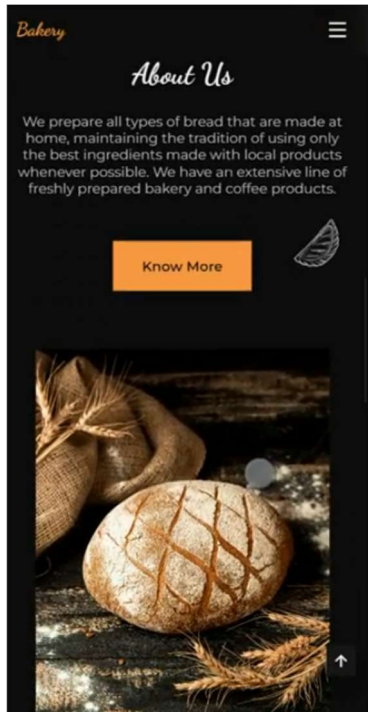 Bakery
About Us
We prepare all types of bread that are made at
home, maintaining the tradition of using only
the best ingredients made with local products
whenever possible. We have an extensive line of
freshly prepared bakery and coffee products.
Know More